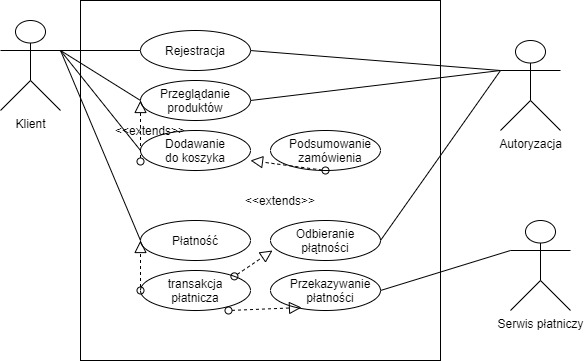 Rejestracja
Przeglądanie
produktów
Klient
<<extends>>
Dodawanie
do koszyka
Podsumowanie
zamówienia
Autoryzacja
<<extends>>
Płatność
Odbieranie
płątności
transakcja
płatnicza
Przekazywanie
płatności
Serwis płatniczy